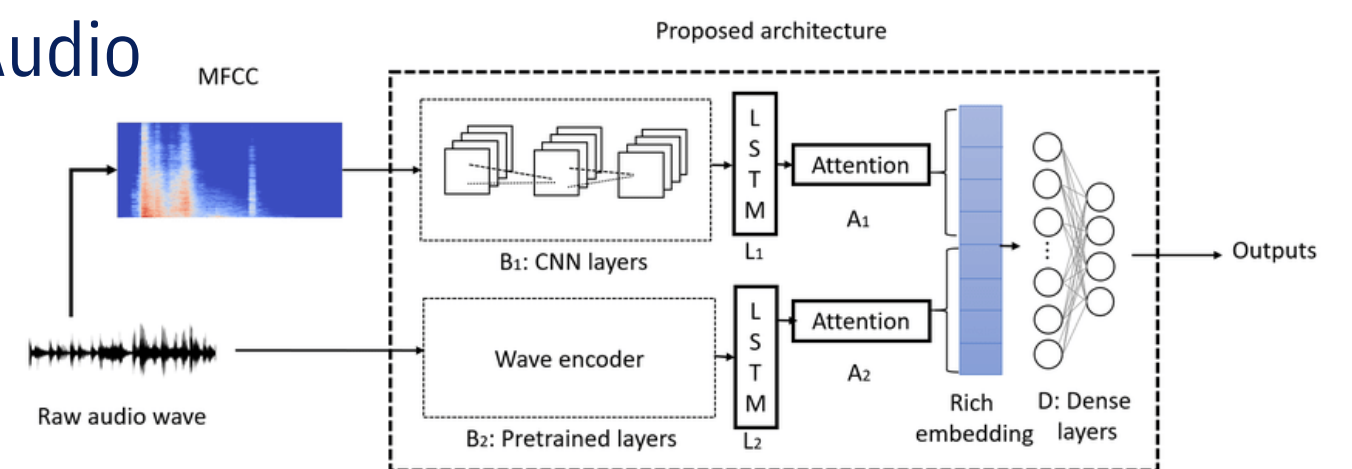 Audio
Proposed architecture
MFCC
L
S
T
M
Attention
A1
L1
B1: CNN layers
Outputs
L
S
T
M
Attention
A2
L2
Wave encoder
B2: Pretrained layers
Raw audio wave
Rich
embedding
D: Dense
layers